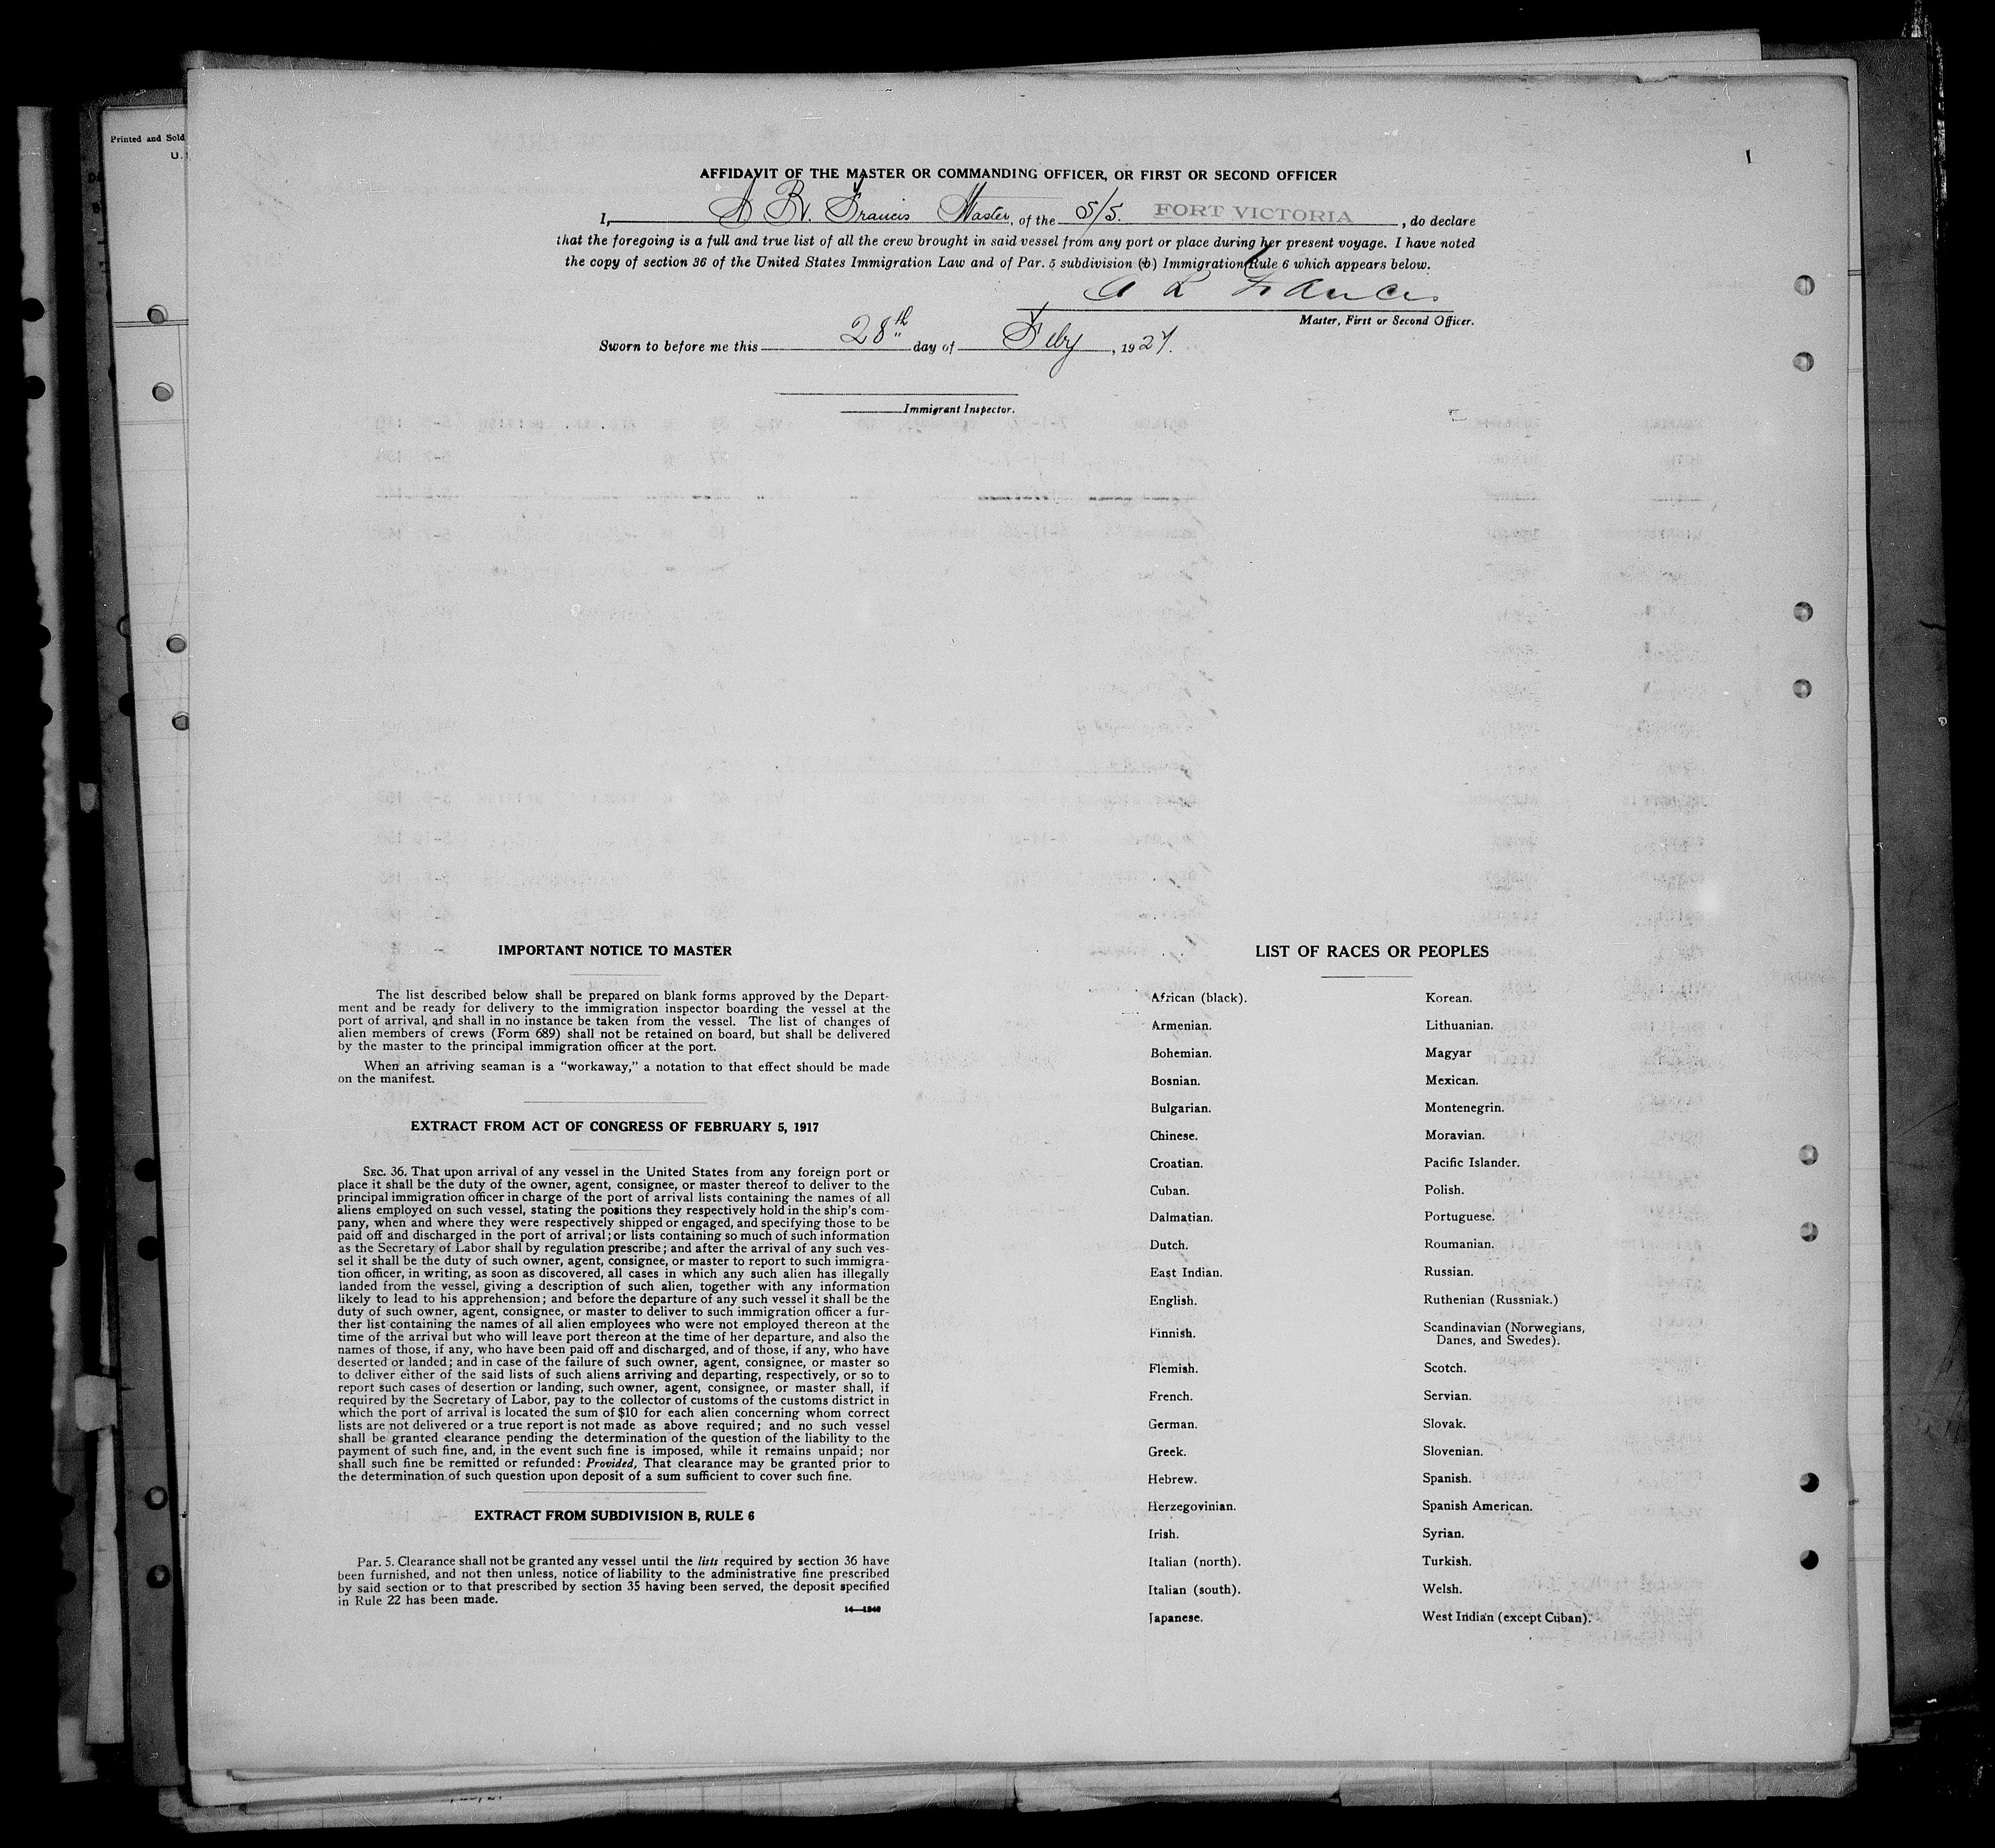 Printed and Sold
U.
AFFIDAVIT OF THE MASTER OR COMMANDING OFFICER, OR FIRST OR SECOND OFFICER
I, A Francis Master, of the S/S. FORT VICTORIA, do declare
that the foregoing is a full and true list of all the crew brought in said vessel from any port or place during her present voyage. I have noted
the copy of section 36 of the United States Immigration Law and of Par. 5 subdivision (b) Immigration Rule 6 which appears below.
A Francis
Master, First or Second Officer.
Sworn to before me this 28th day of Feby, 1927.
Immigrant Inspector.
IMPORTANT NOTICE TO MASTER
The list described below shall be prepared on blank forms approved by the Depart-
ment and be ready for delivery to the immigration inspector boarding the vessel at the
port of arrival, and shall in no instance be taken from the vessel. The list of changes of
alien members of crews (Form 689) shall not be retained on board, but shall be delivered
by the master to the principal immigration officer at the port.
When an arriving seaman is a "workaway," a notation to that effect should be made
on the manifest.
EXTRACT FROM ACT OF CONGRESS OF FEBRUARY 5, 1917
SEC. 36. That upon arrival of any vessel in the United States from any foreign port or
place it shall be the duty of the owner, agent, consignee, or master thereof to deliver to the
principal immigration officer in charge of the port of arrival lists containing the names of all
aliens employed on such vessel, stating the positions they respectively hold in the ship's com-
pany, when and where they were respectively shipped or engaged, and specifying those to be
paid off and discharged in the port of arrival; or lists containing so much of such information
as the Secretary of Labor shall by regulation prescribe; and after the arrival of any such ves-
sel it shall be the duty of such owner, agent, consignee, or master to report to such immigra-
tion officer, in writing, as soon as discovered, all cases in which any such alien has illegally
landed from the vessel, giving a description of such alien, together with any information
likely to lead to his apprehension; and before the departure of any such vessel it shall be the
duty of such owner, agent, consignee, or master to deliver to such immigration officer a fur-
ther list containing the names of all alien employees who were not employed thereon at the
time of the arrival but who will leave port thereon at the time of her departure, and also the
names of those, if any, who have been paid off and discharged, and of those, if any, who have
deserted or landed; and in case of the failure of such owner, agent, consignee, or master so
to deliver either of the said lists of such aliens arriving and departing, respectively, or so to
report such cases of desertion or landing, such owner, agent, consignee, or master shall, if
required by the Secretary of Labor, pay to the collector of customs of the customs district in
which the port of arrival is located the sum of $10 for each alien concerning whom correct
lists are not delivered or a true report is not made as above required; and no such vessel
shall be granted clearance pending the determination of the question of the liability to the
payment of such fine, and, in the event such fine is imposed, while it remains unpaid; nor
shall such fine be remitted or refunded: Provided, That clearance may be granted prior to
the determination of such question upon deposit of a sum sufficient to cover such fine.
EXTRACT FROM SUBDIVISION B, RULE 6
Par. 5. Clearance shall not be granted any vessel until the lists required by section 36 have
been furnished, and not then unless, notice of liability to the administrative fine prescribed
by said section or to that prescribed by section 35 having been served, the deposit specified
in Rule 22 has been made.
LIST OF RACES OR PEOPLES
African (black).
Armenian.
Bohemian.
Bosnian.
Bulgarian.
Chinese.
Croatian.
Cuban.
Dalmatian.
Dutch.
East Indian.
English.
Finnish.
Flemish.
French.
German.
Greek.
Hebrew.
Herzegovinian.
Irish.
Italian (north).
Italian (south).
Japanese.
Korean.
Lithuanian.
Magyar
Mexican.
Montenegrin.
Moravian.
Pacific Islander.
Polish.
Portuguese.
Roumanian.
Russian.
Ruthenian (Russniak.)
Scandinavian (Norwegians,
Danes, and Swedes).
Scotch.
Servian.
Slovak.
Slovenian.
Spanish.
Spanish American.
Syrian.
Turkish.
Welsh.
West Indian (except Cuban).